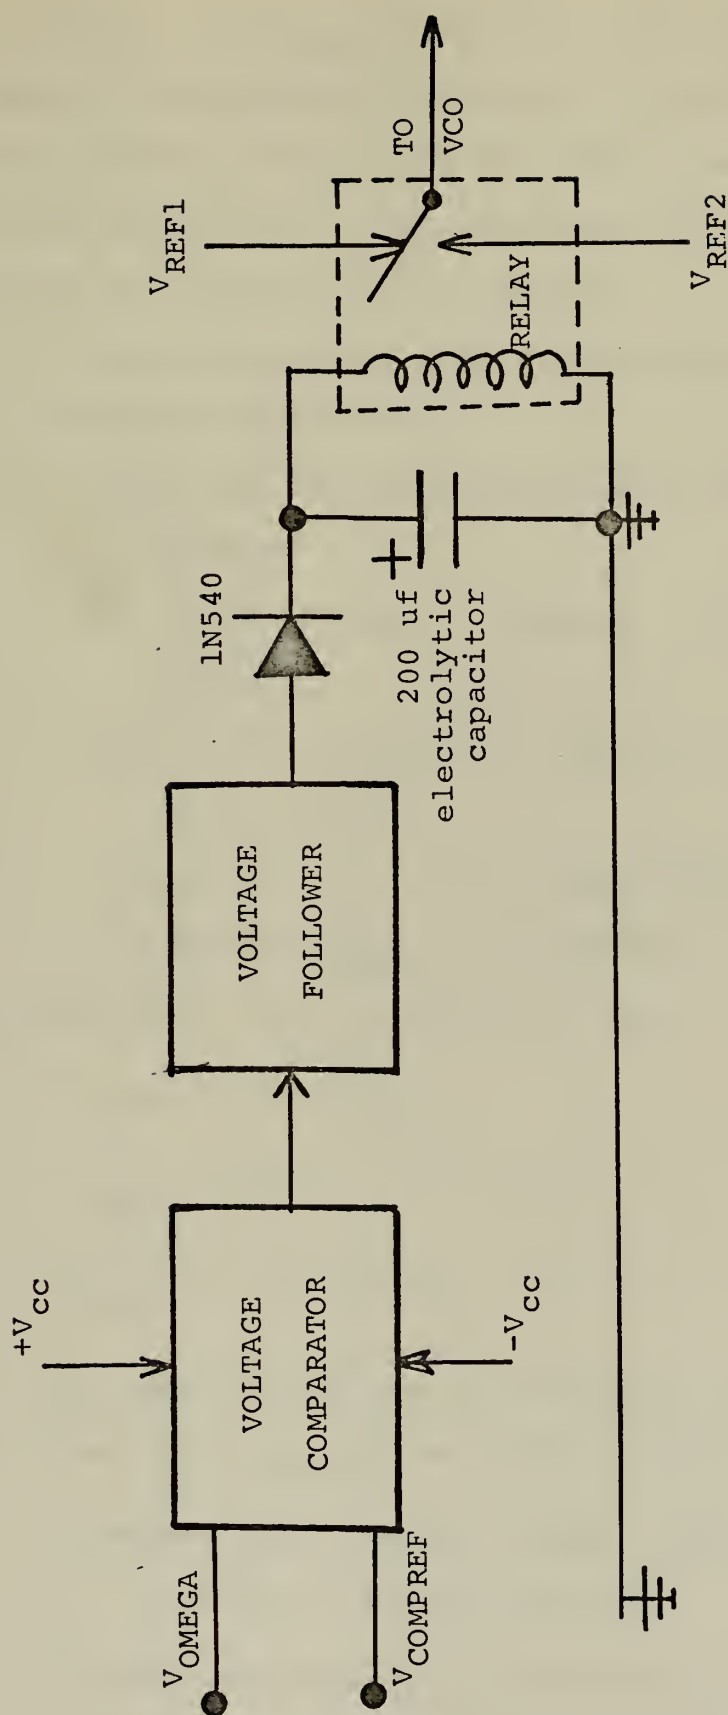 +VCC
VOMEGA
VCOMPREF
VOLTAGE
COMPARATOR
-VCC
VOLTAGE
FOLLOWER
1N540
+
200 uf
electrolytic
capacitor
VREF1
RELAY
VREF2
TO
VCO